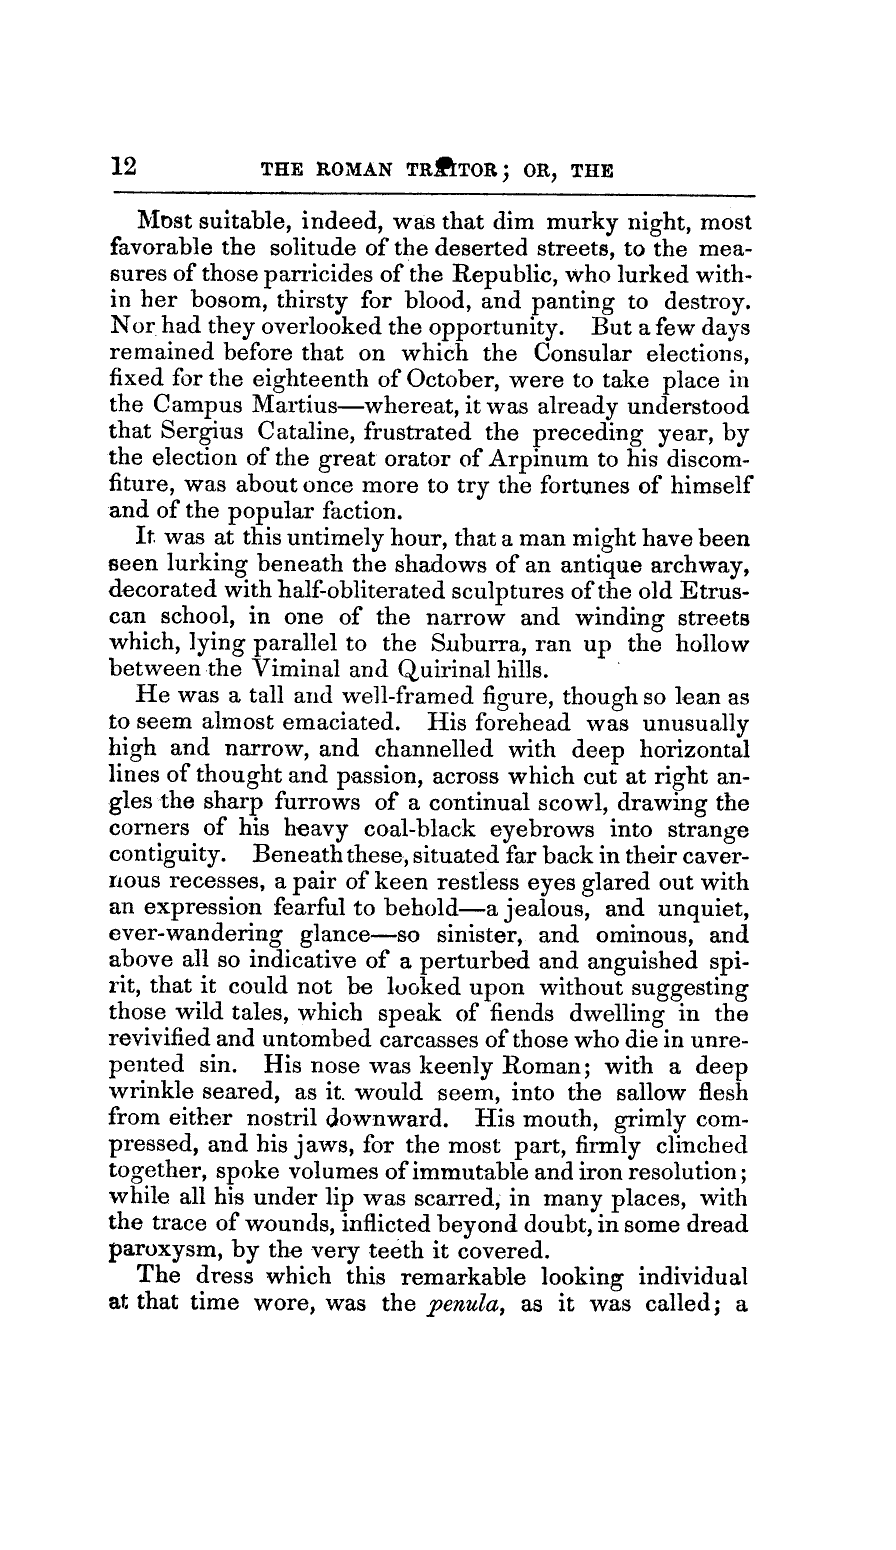 12 THE ROMAN TRAITOR; OR, THE
Most suitable, indeed, was that dim murky night, most
favorable the solitude of the deserted streets, to the mea-
sures of those parricides of the Republic, who lurked with-
in her bosom, thirsty for blood, and panting to destroy.
Nor had they overlooked the opportunity. But a few days
remained before that on which the Consular elections,
fixed for the eighteenth of October, were to take place in
the Campus Martius—whereat, it was already understood
that Sergius Cataline, frustrated the preceding year, by
the election of the great orator of Arpinum to his discom-
fiture, was about once more to try the fortunes of himself
and of the popular faction.
It was at this untimely hour, that a man might have been
seen lurking beneath the shadows of an antique archway,
decorated with half-obliterated sculptures of the old Etrus-
can school, in one of the narrow and winding streets
which, lying parallel to the Suburra, ran up the hollow
between the Viminal and Quirinal hills.
He was a tall and well-framed figure, though so lean as
to seem almost emaciated. His forehead was unusually
high and narrow, and channelled with deep horizontal
lines of thought and passion, across which cut at right an-
gles the sharp furrows of a continual scowl, drawing the
corners of his heavy coal-black eyebrows into strange
contiguity. Beneath these, situated far back in their caver-
nous recesses, a pair of keen restless eyes glared out with
an expression fearful to behold—a jealous, and unquiet,
ever-wandering glance—so sinister, and ominous, and
above all so indicative of a perturbed and anguished spi-
rit, that it could not be looked upon without suggesting
those wild tales, which speak of fiends dwelling in the
revivified and untombed carcasses of those who die in unre-
pented sin. His nose was keenly Roman; with a deep
wrinkle seared, as it would seem, into the sallow flesh
from either nostril downward. His mouth, grimly com-
pressed, and his jaws, for the most part, firmly clinched
together, spoke volumes of immutable and iron resolution;
while all his under lip was scarred, in many places, with
the trace of wounds, inflicted beyond doubt, in some dread
paroxysm, by the very teeth it covered.
The dress which this remarkable looking individual
at that time wore, was the penula, as it was called; a